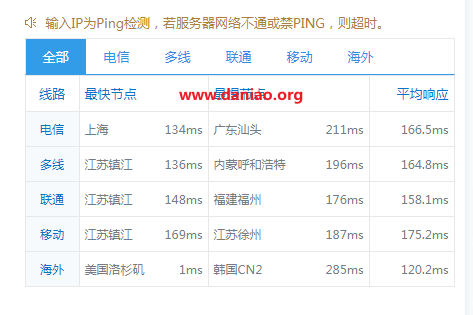 输入IP为Ping检测，若服务器网络不通或禁PING，则超时。
全部 电信 多线 联通 移动 海外
线路 最快节点 最慢节点 平均响应
www.daniao.org
电信 上海 134ms 广东汕头 211ms 166.5ms
多线 江苏镇江 136ms 内蒙呼和浩特 196ms 164.8ms
联通 江苏镇江 148ms 福建福州 176ms 158.1ms
移动 江苏镇江 169ms 江苏徐州 187ms 175.2ms
海外 美国洛杉矶 1ms 韩国CN2 285ms 120.2ms